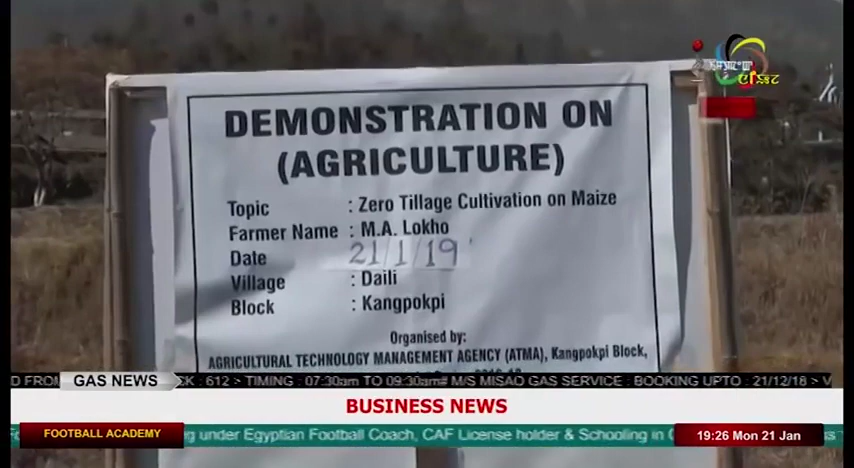 DEMONSTRATION ON
(AGRICULTURE)
Topic : Zero Tillage Cultivation on Maize
Farmer Name : M.A. Lokho
Date 21/1/19
Village : Daili
Block : Kangpokpi
Organised by:
AGRICULTURAL TECHNOLOGY MANAGEMENT AGENCY (ATMA), Kangpokpi Block,
GAS NEWS
: 612 > TIMING : 07:30am TO 09:30am# M/S MISAO GAS SERVICE : BOOKING UPTO : 21/12/18 > V
BUSINESS NEWS
FOOTBALL ACADEMY
under Egyptian Football Coach, CAF License holder & Schooling in
19:26 Mon 21 Jan